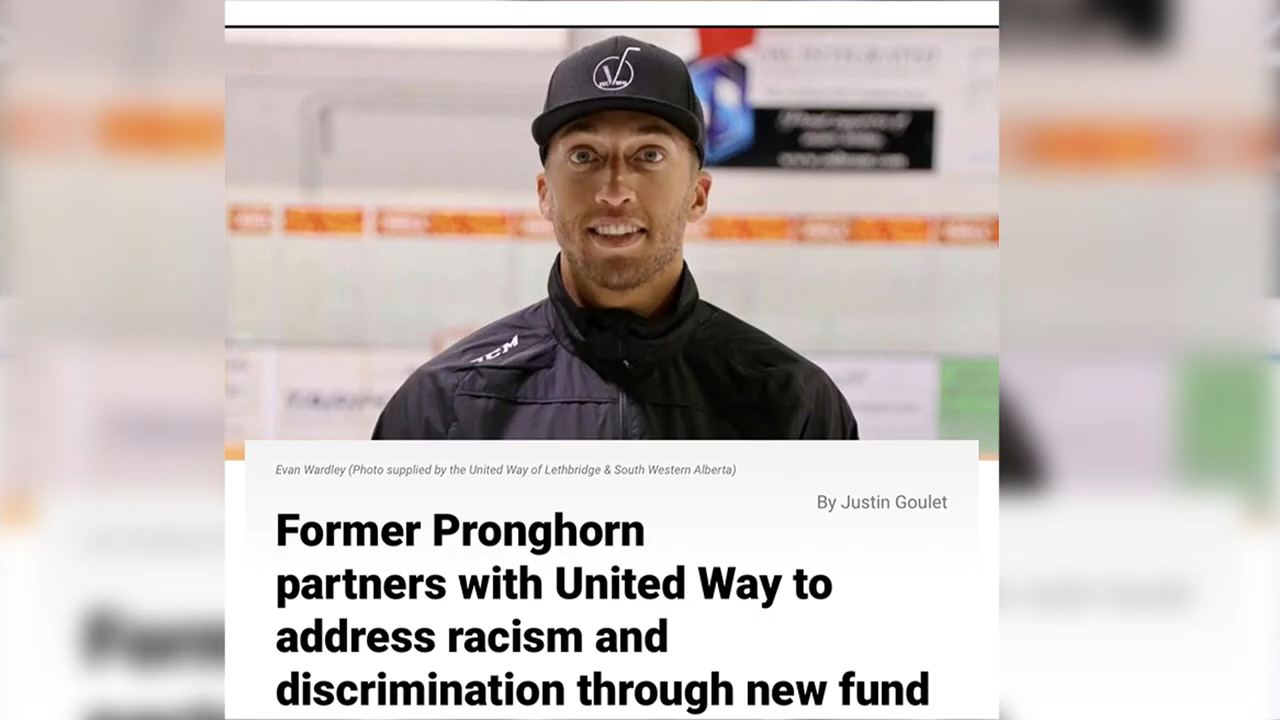 CCM
Evan Wardley (Photo supplied by the United Way of Lethbridge & South Western Alberta)
By Justin Goulet
Former Pronghorn
partners with United Way to
address racism and
discrimination through new fund